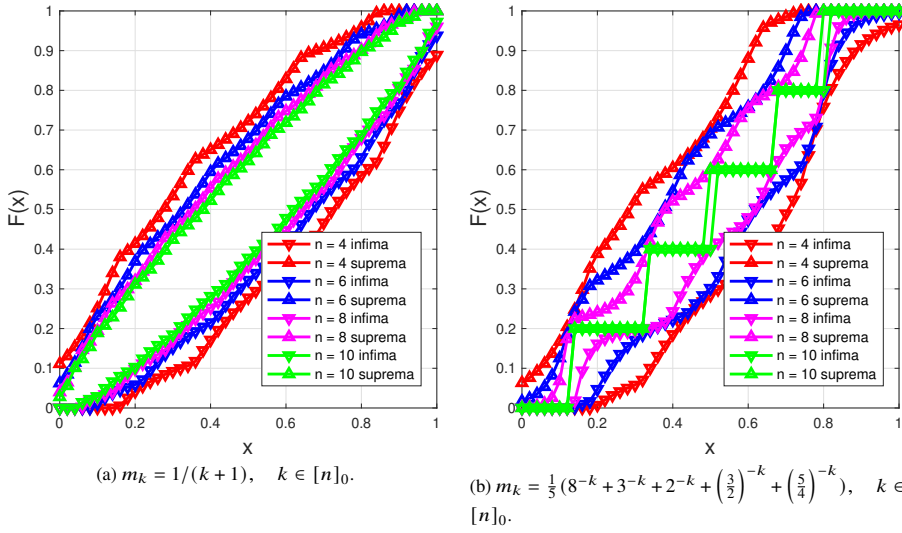 1
0.9
0.8
0.7
0.6
0.5
0.4
0.3
0.2
0.1
0
F(x)
0 0.2 0.4 0.6 0.8 1
x
n = 4 infima
n = 4 suprema
n = 6 infima
n = 6 suprema
n = 8 infima
n = 8 suprema
n = 10 infima
n = 10 suprema
(a) m_k = 1/(k + 1), k ∈ [n]_0.
1
0.9
0.8
0.7
0.6
0.5
0.4
0.3
0.2
0.1
0
F(x)
0 0.2 0.4 0.6 0.8 1
x
n = 4 infima
n = 4 suprema
n = 6 infima
n = 6 suprema
n = 8 infima
n = 8 suprema
n = 10 infima
n = 10 suprema
(b) m_k = 1/5 (8^{-k} + 3^{-k} + 2^{-k} + (3/2)^{-k} + (5/4)^{-k}), k ∈
[n]_0.